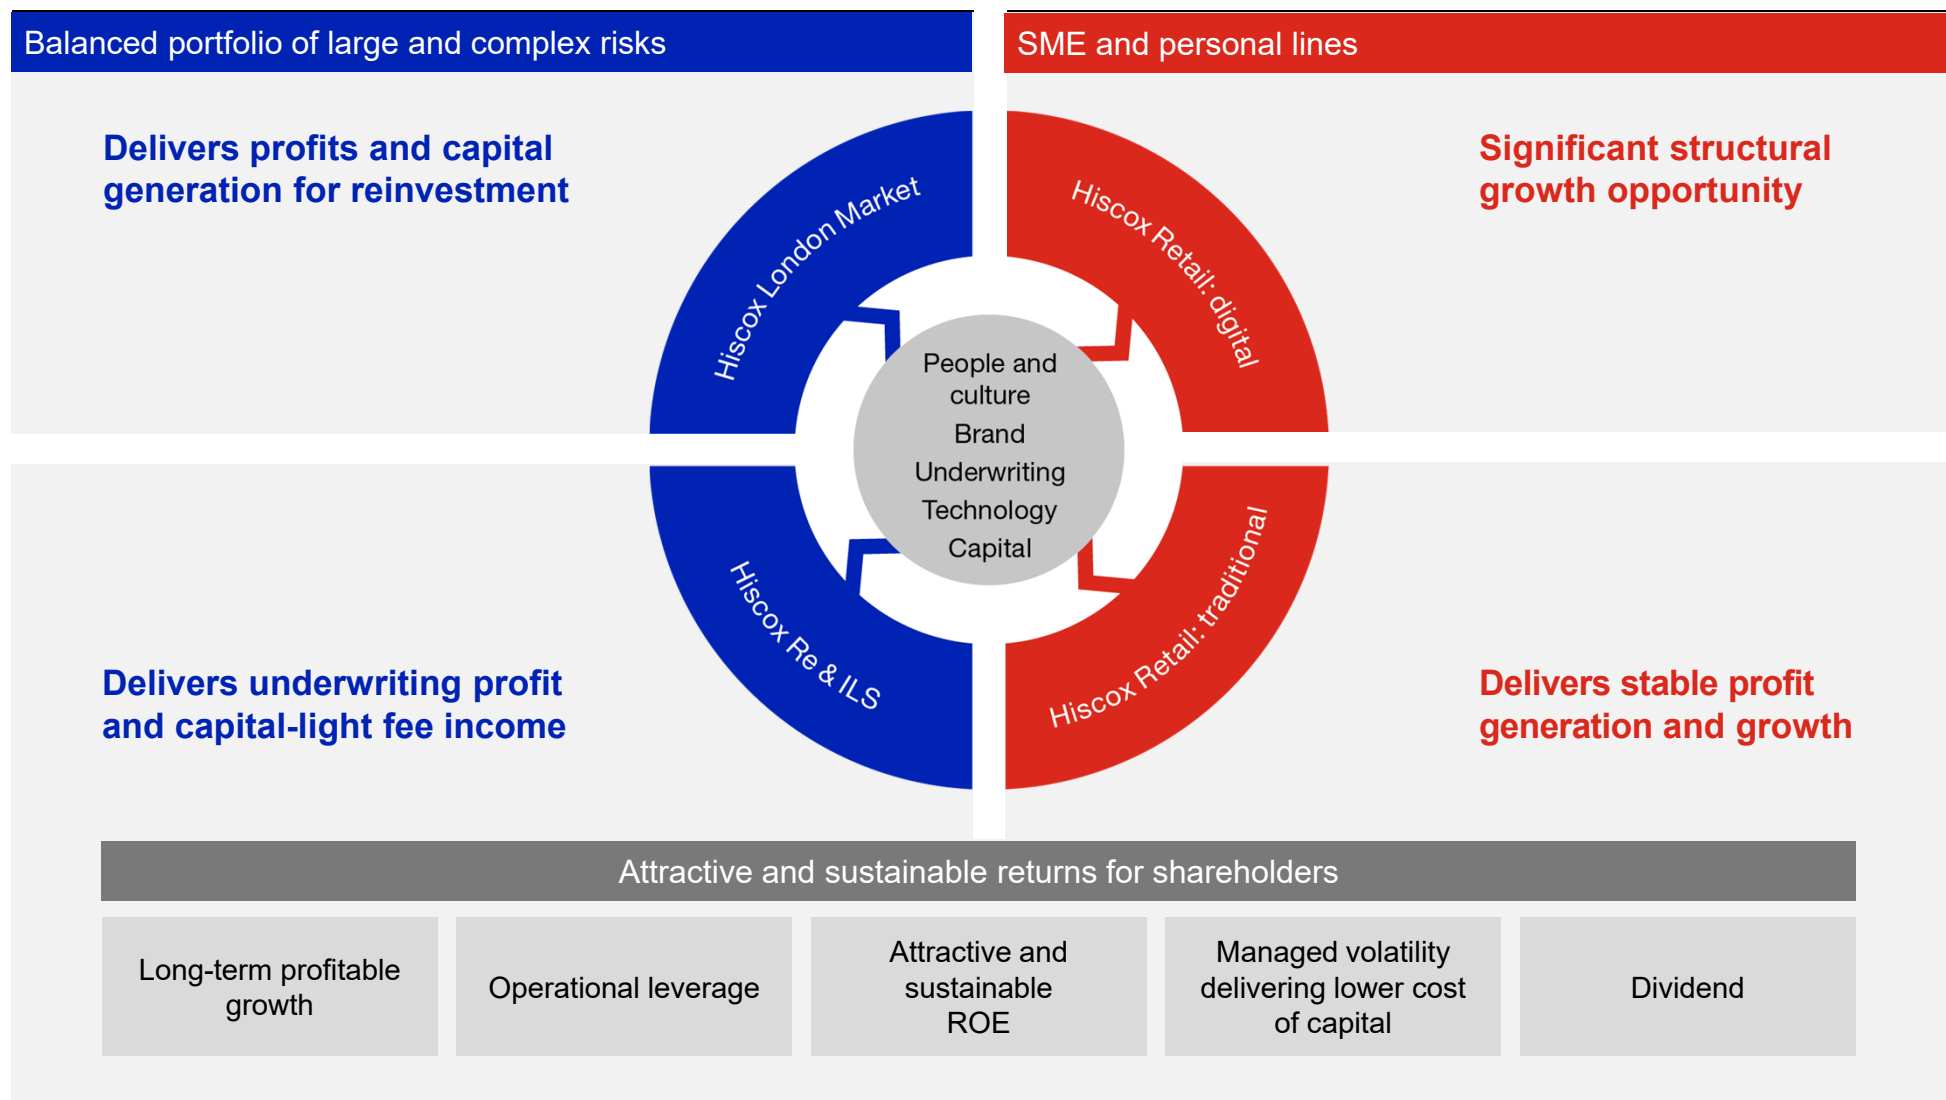 Balanced portfolio of large and complex risks
SME and personal lines
Delivers profits and capital
generation for reinvestment
Significant structural
growth opportunity
Hiscox London Market
Hiscox Retail: digital
People and
culture
Brand
Underwriting
Technology
Capital
Hiscox Re & ILS
Hiscox Retail: traditional
Delivers underwriting profit
and capital-light fee income
Delivers stable profit
generation and growth
Attractive and sustainable returns for shareholders
Long-term profitable
growth
Operational leverage
Attractive and
sustainable
ROE
Managed volatility
delivering lower cost
of capital
Dividend